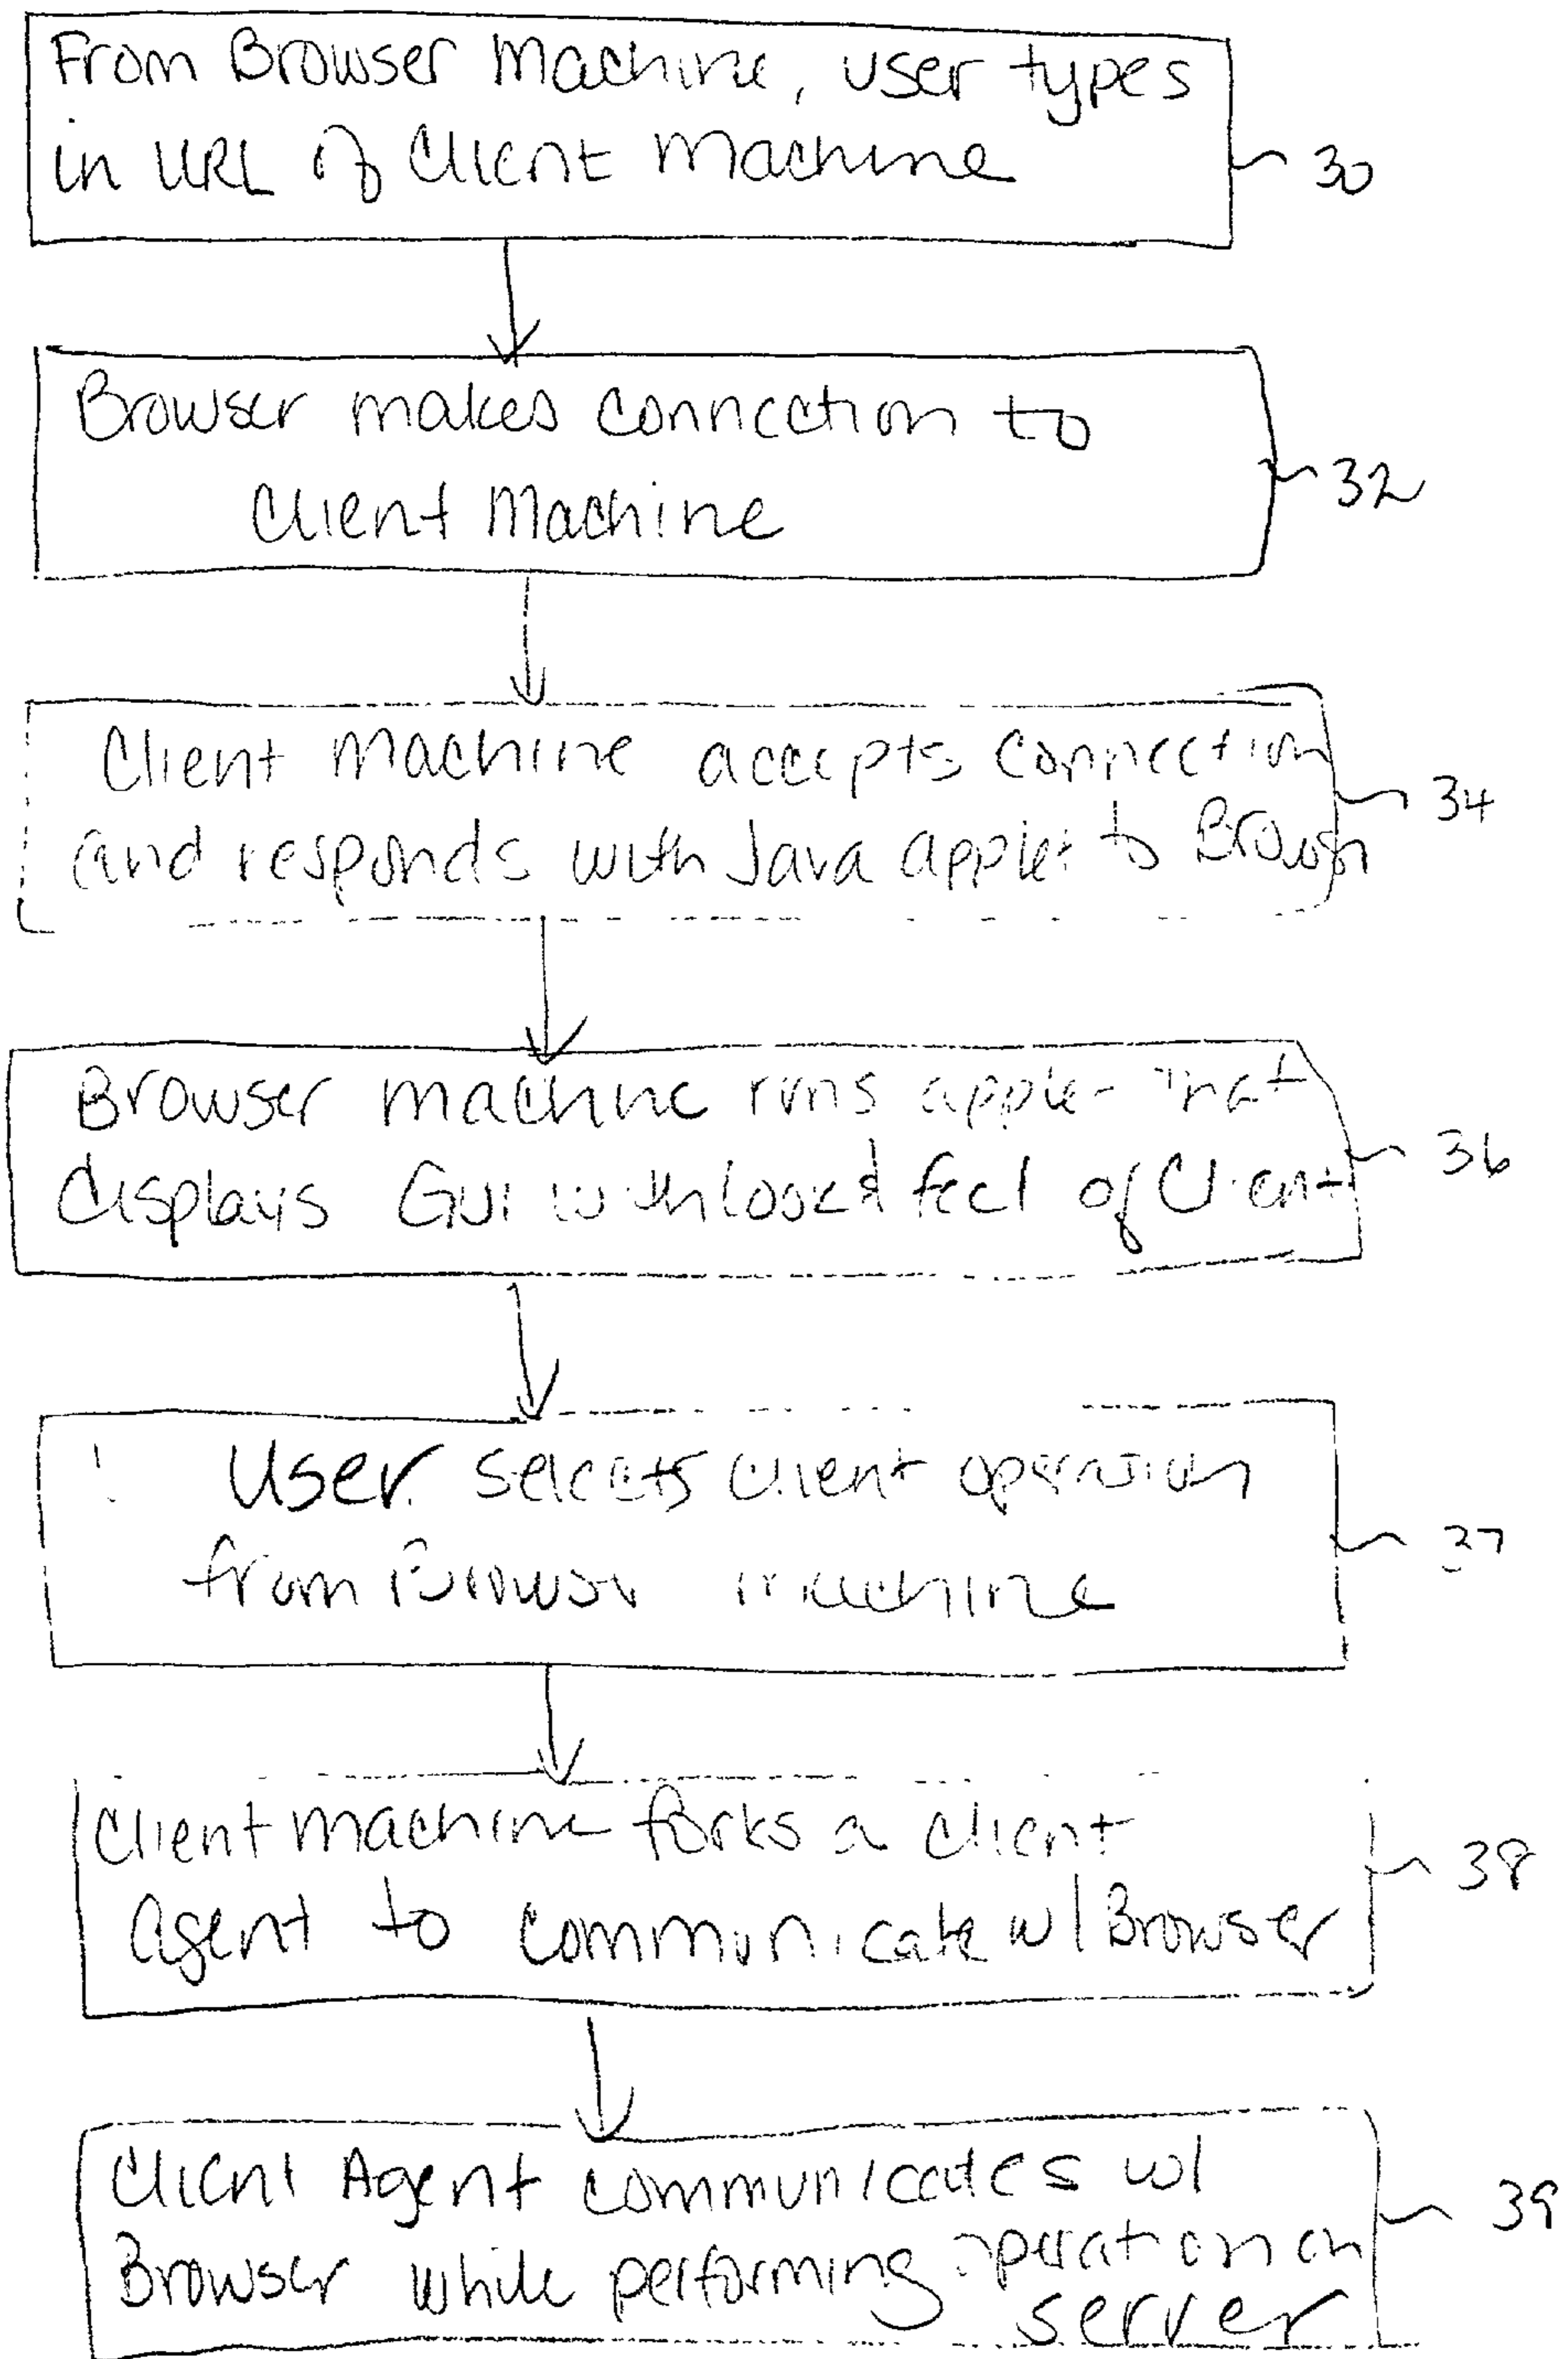 From Browser Machine, user types
in URL of Client Machine
30
Browser makes connection to
Client Machine
32
Client Machine accepts connection
and responds with Java applet to Browser
34
Browser machine runs applet that
displays GUI with look & feel of Client
36
User selects client operation
from Browser machine
37
Client machine forks a client
Agent to communicate w/ Browser
38
Client Agent communicates w/
Browser while performing operation on
server
39